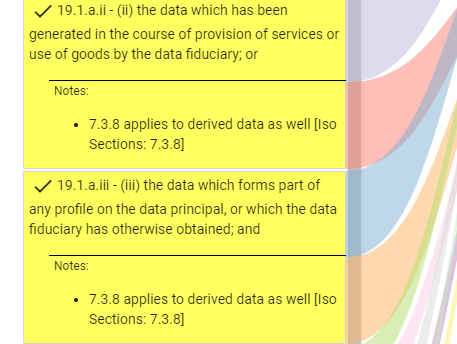 ✓ 19.1.a.ii - (ii) the data which has been
generated in the course of provision of services or
use of goods by the data fiduciary; or
Notes:
• 7.3.8 applies to derived data as well [Iso
Sections: 7.3.8]
✓ 19.1.a.iii - (iii) the data which forms part of
any profile on the data principal, or which the data
fiduciary has otherwise obtained; and
Notes:
• 7.3.8 applies to derived data as well [Iso
Sections: 7.3.8]